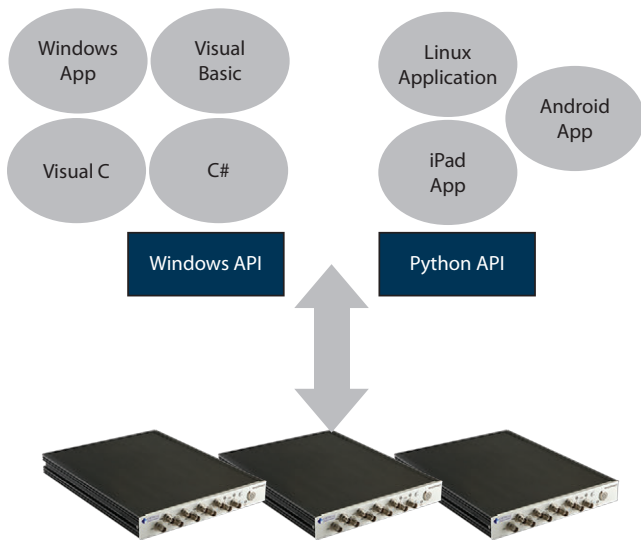 Windows
App
Visual
Basic
Visual C
C#
Linux
Application
Android
App
iPad
App
Windows API
Python API